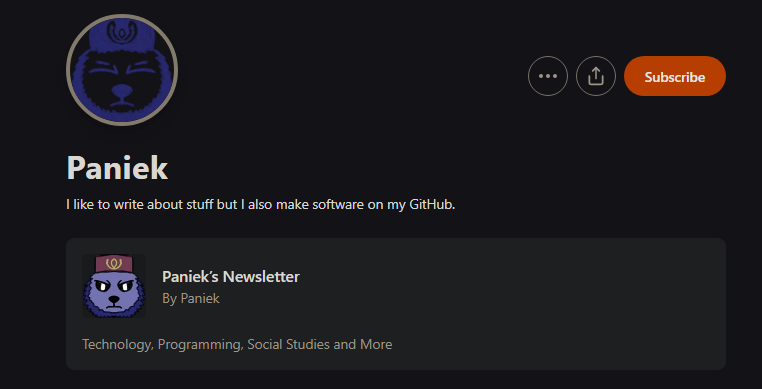 Subscribe
Paniek
I like to write about stuff but I also make software on my GitHub.
Paniek’s Newsletter
By Paniek
Technology, Programming, Social Studies and More